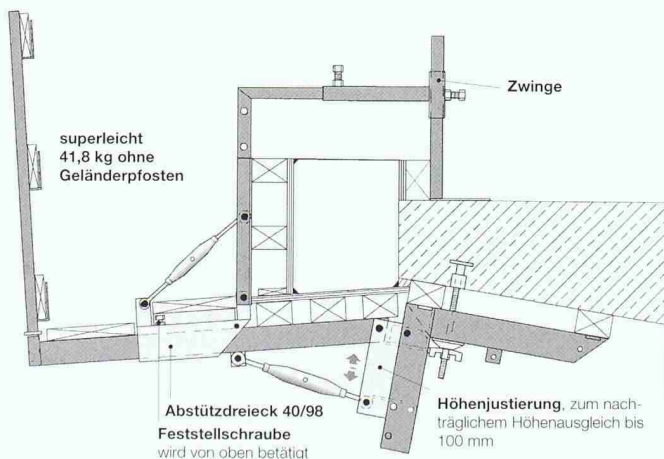 Zwinge
superleicht
41,8 kg ohne
Geländerpfosten
Abstützdreieck 40/98
Feststellschraube
wird von oben betätigt
Höhenjustierung, zum nach-
träglichem Höhenausgleich bis
100 mm